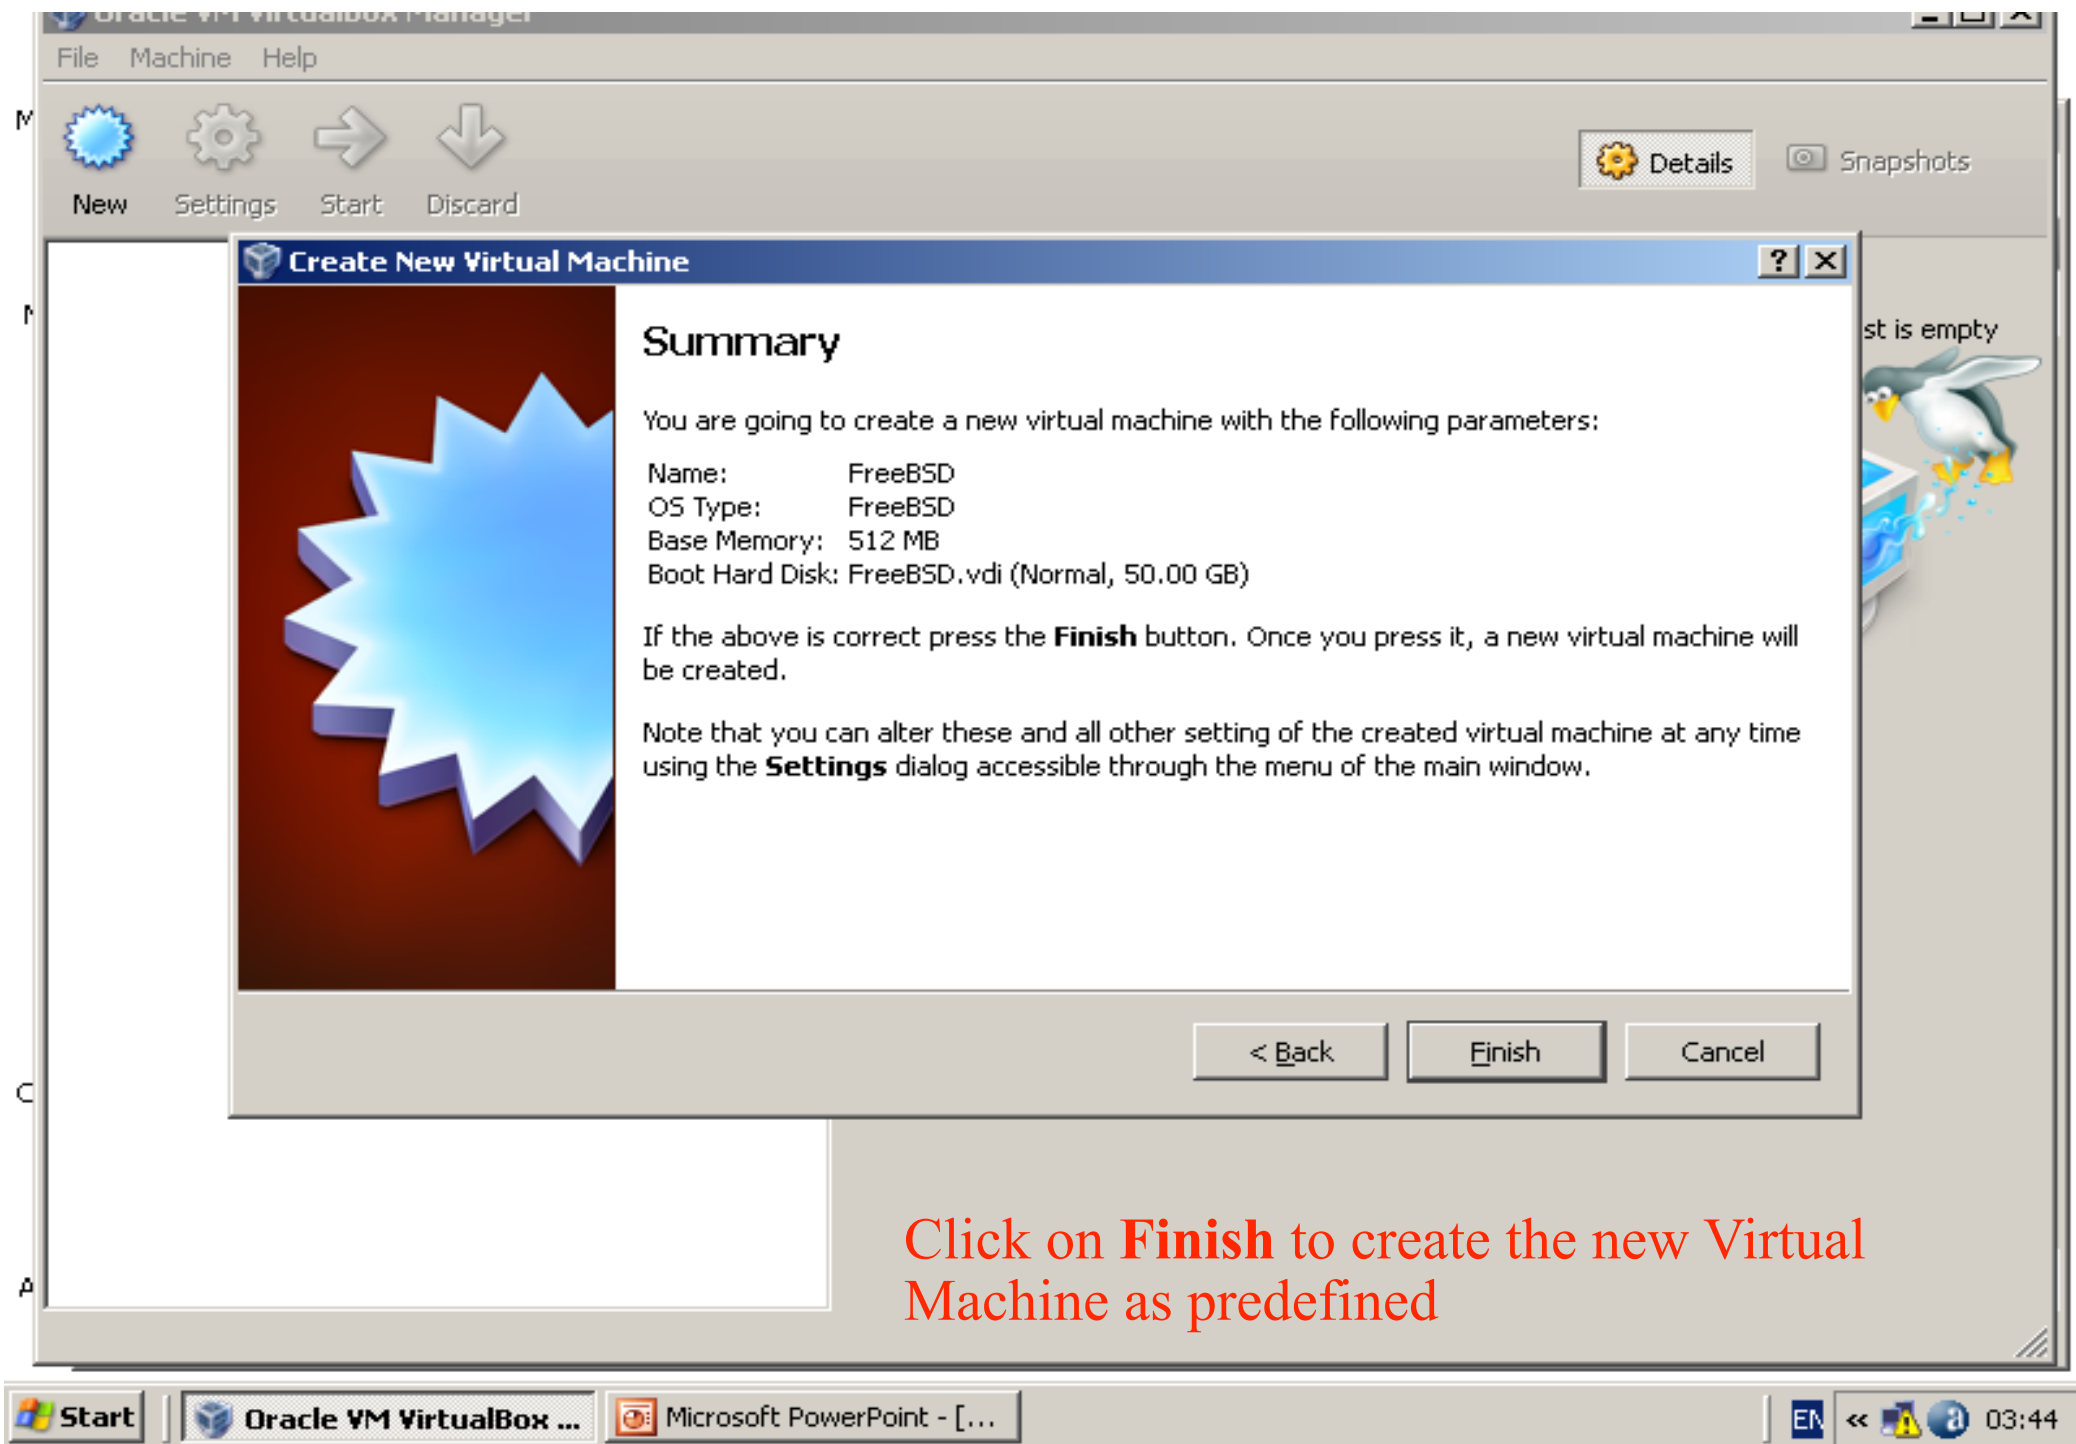 Oracle VM VirtualBox Manager
File Machine Help
New Settings Start Discard
Details Snapshots
Create New Virtual Machine
st is empty
Summary
You are going to create a new virtual machine with the following parameters:
Name: FreeBSD
OS Type: FreeBSD
Base Memory: 512 MB
Boot Hard Disk: FreeBSD.vdi (Normal, 50.00 GB)
If the above is correct press the Finish button. Once you press it, a new virtual machine will
be created.
Note that you can alter these and all other setting of the created virtual machine at any time
using the Settings dialog accessible through the menu of the main window.
< Back Finish Cancel
Click on Finish to create the new Virtual
Machine as predefined
Start Oracle VM VirtualBox ... Microsoft PowerPoint - [... EN « 03:44